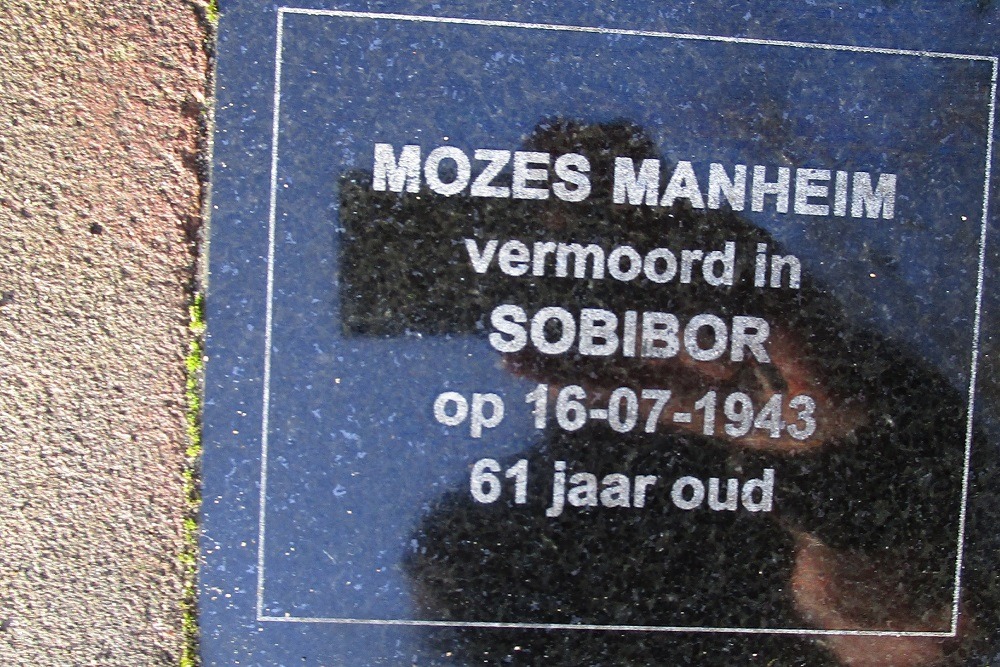 MOZES MANHEIM
vermoord in
SOBIBOR
op 16-07-1943
61 jaar oud